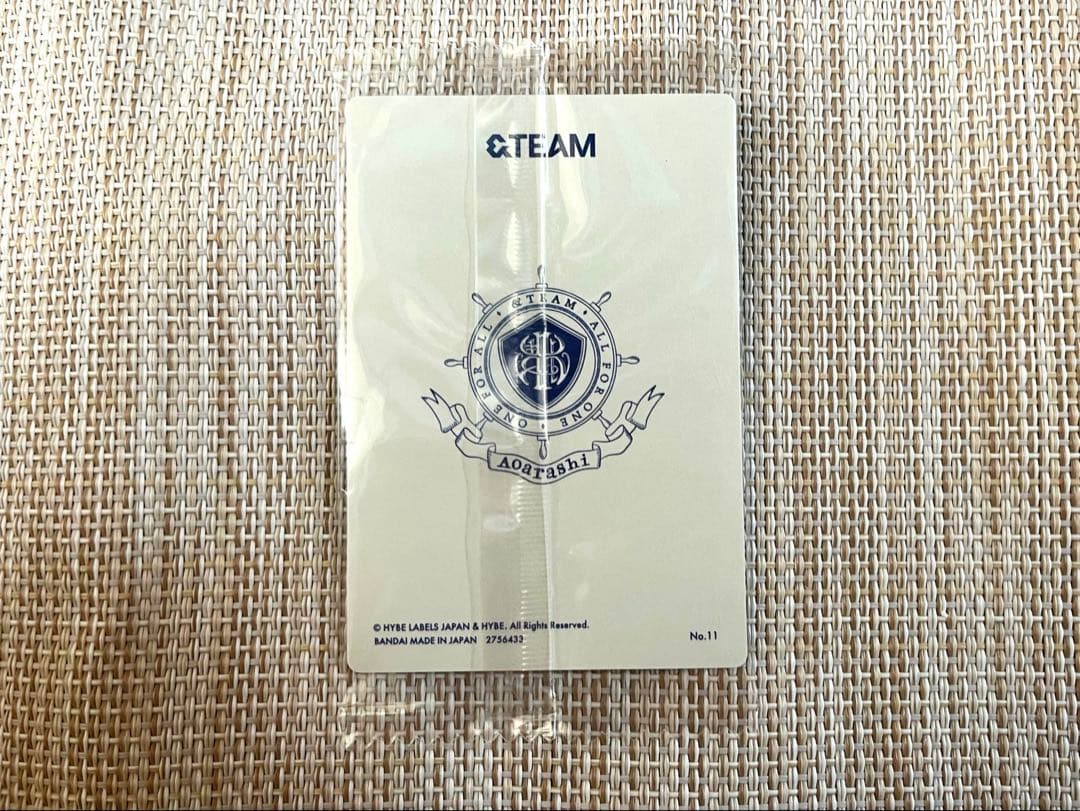 &TEAM
ONE FOR ALL • &TEAM • ALL FOR ONE •
Aoarashi
© HYBE LABELS JAPAN & HYBE. All Rights Reserved.
BANDAI MADE IN JAPAN 2756433
No.11